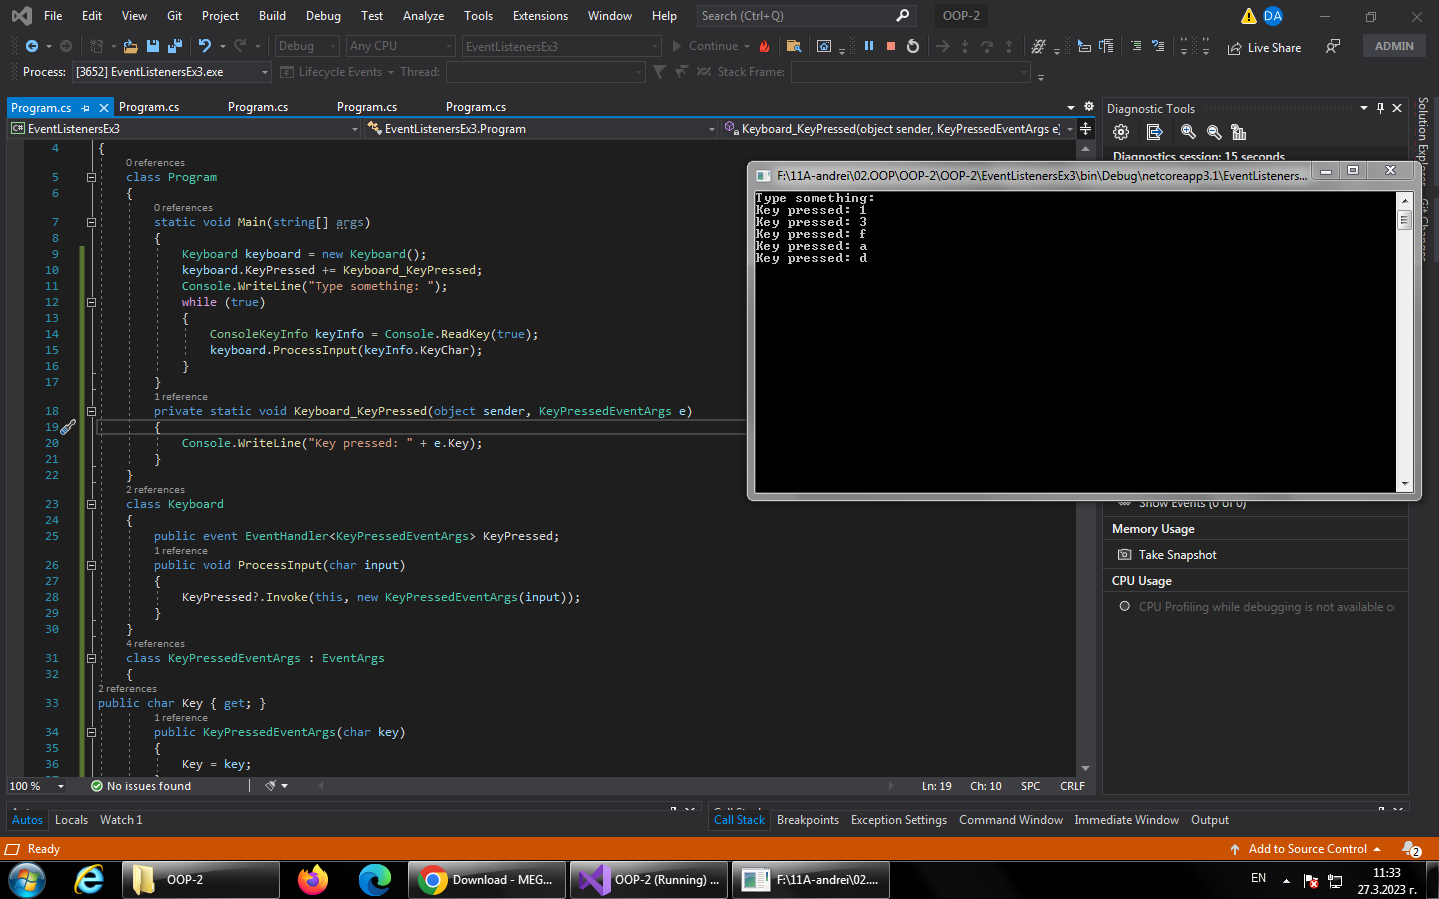 File Edit View Git Project Build Debug Test Analyze Tools Extensions Window Help Search (Ctrl+Q) OOP-2 DA
Debug Any CPU EventListenersEx3 Continue Live Share ADMIN
Process: [3652] EventListenersEx3.exe Lifecycle Events Thread: Stack Frame:
Program.cs Program.cs Program.cs Program.cs Program.cs
EventListenersEx3 EventListenersEx3.Program Keyboard_KeyPressed(object sender, KeyPressedEventArgs e)
4 {
0 references
5 class Program
6 {
0 references
7 static void Main(string[] args)
8 {
9 Keyboard keyboard = new Keyboard();
10 keyboard.KeyPressed += Keyboard_KeyPressed;
11 Console.WriteLine("Type something: ");
12 while (true)
13 {
14 ConsoleKeyInfo keyInfo = Console.ReadKey(true);
15 keyboard.ProcessInput(keyInfo.KeyChar);
16 }
17 }
1 reference
18 private static void Keyboard_KeyPressed(object sender, KeyPressedEventArgs e)
19 {
20 Console.WriteLine("Key pressed: " + e.Key);
21 }
22 }
2 references
23 class Keyboard
24 {
25 public event EventHandler<KeyPressedEventArgs> KeyPressed;
1 reference
26 public void ProcessInput(char input)
27 {
28 KeyPressed?.Invoke(this, new KeyPressedEventArgs(input));
29 }
30 }
4 references
31 class KeyPressedEventArgs : EventArgs
32 {
2 references
33 public char Key { get; }
1 reference
34 public KeyPressedEventArgs(char key)
35 {
36 Key = key;
100 % No issues found Ln: 19 Ch: 10 SPC CRLF
Diagnostic Tools
Diagnostics session: 15 seconds
F:\11A-andrei\02.OOP\OOP-2\OOP-2\EventListenersEx3\bin\Debug\netcoreapp3.1\EventListeners...
Type something:
Key pressed: 1
Key pressed: 3
Key pressed: f
Key pressed: a
Key pressed: d
Show Events (0 of 0)
Memory Usage
Take Snapshot
CPU Usage
CPU Profiling while debugging is not available o
Solution Explorer
Git Changes
Autos
Call Stack
Autos Locals Watch 1
Call Stack Breakpoints Exception Settings Command Window Immediate Window Output
Ready Add to Source Control 2
OOP-2 Download - MEG... OOP-2 (Running) ... F:\11A-andrei\02.... EN 11:33
27.3.2023 г.